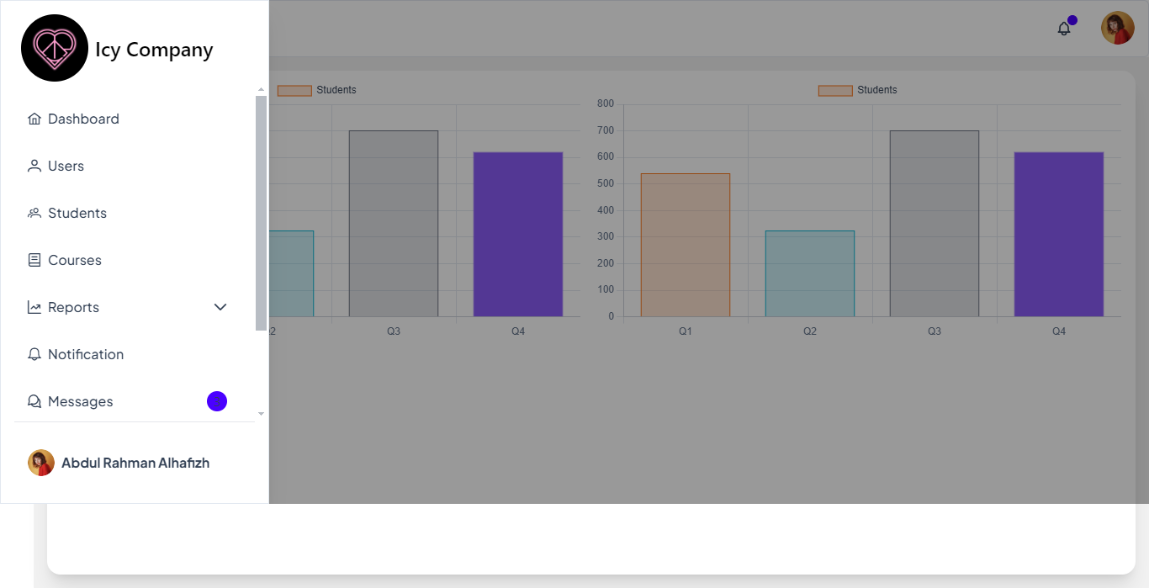 Icy Company
Dashboard
Users
Students
Courses
Reports
Notification
Messages
Abdul Rahman Alhafizh
Students
2
Q3
Q4
Students
800
700
600
500
400
300
200
100
0
Q1
Q2
Q3
Q4